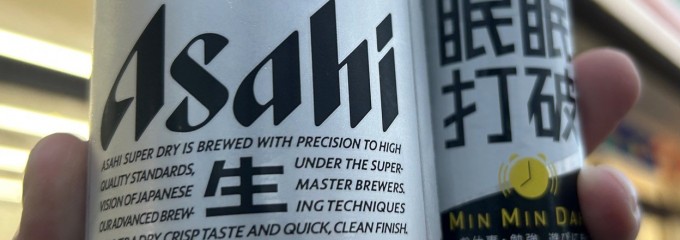 Asahi
ASAHI SUPER DRY IS BREWED WITH PRECISION TO HIGH
QUALITY STANDARDS, UNDER THE SUPER-
VISION OF JAPANESE MASTER BREWERS.
OUR ADVANCED BREW- ING TECHNIQUES
生
DRY CRISP TASTE AND QUICK, CLEAN FINISH.
眠眠
打破
MIN MIN
勉強